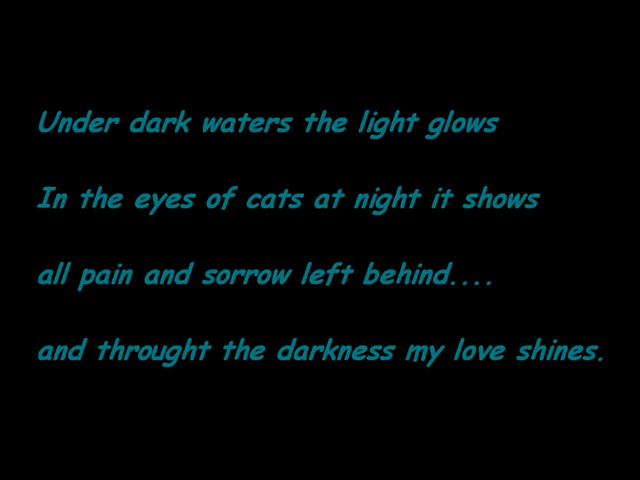 Under dark waters the light glows
In the eyes of cats at night it shows
all pain and sorrow left behind....
and throught the darkness my love shines.